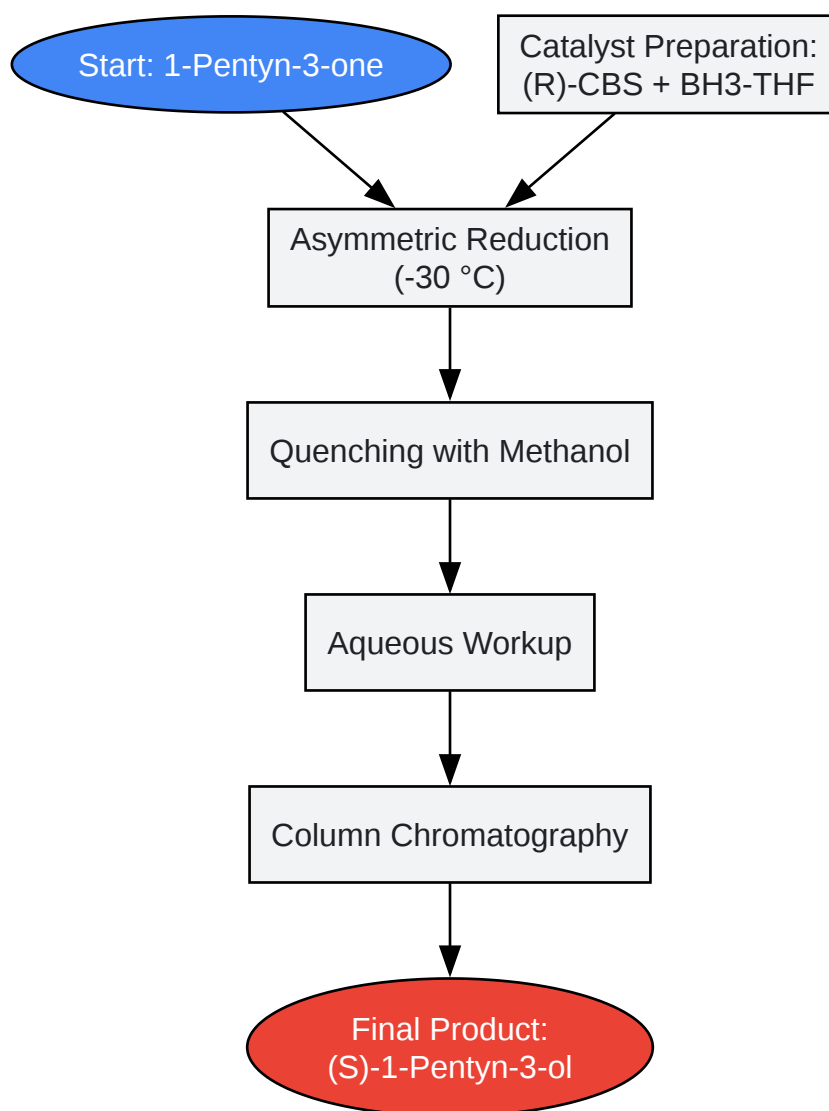 Start: 1-Pentyn-3-one
Catalyst Preparation:
(R)-CBS + BH3-THF
Asymmetric Reduction
(-30 °C)
Quenching with Methanol
Aqueous Workup
Column Chromatography
Final Product:
(S)-1-Pentyn-3-ol